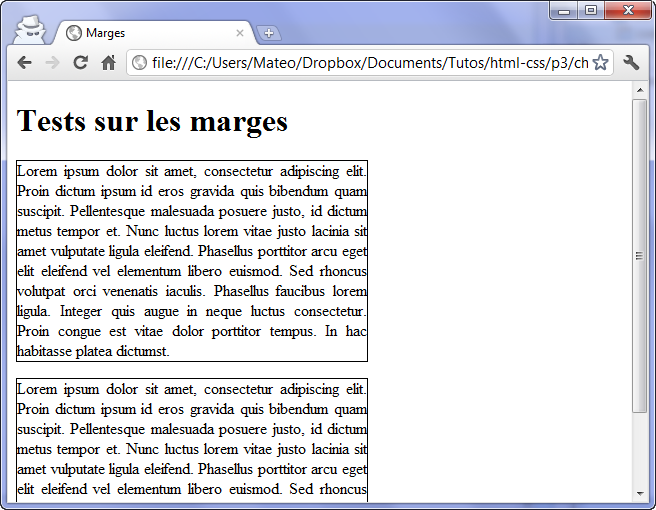 Marges
file:///C:/Users/Mateo/Dropbox/Documents/Tutos/html-css/p3/ch
Tests sur les marges
Lorem ipsum dolor sit amet, consectetur adipiscing elit.
Proin dictum ipsum id eros gravida quis bibendum quam
suscipit. Pellentesque malesuada posuere justo, id dictum
metus tempor et. Nunc luctus lorem vitae justo lacinia sit
amet vulputate ligula eleifend. Phasellus porttitor arcu eget
elit eleifend vel elementum libero euismod. Sed rhoncus
volutpat orci venenatis iaculis. Phasellus faucibus lorem
ligula. Integer quis augue in neque luctus consectetur.
Proin congue est vitae dolor porttitor tempus. In hac
habitasse platea dictumst.
Lorem ipsum dolor sit amet, consectetur adipiscing elit.
Proin dictum ipsum id eros gravida quis bibendum quam
suscipit. Pellentesque malesuada posuere justo, id dictum
metus tempor et. Nunc luctus lorem vitae justo lacinia sit
amet vulputate ligula eleifend. Phasellus porttitor arcu eget
elit eleifend vel elementum libero euismod. Sed rhoncus